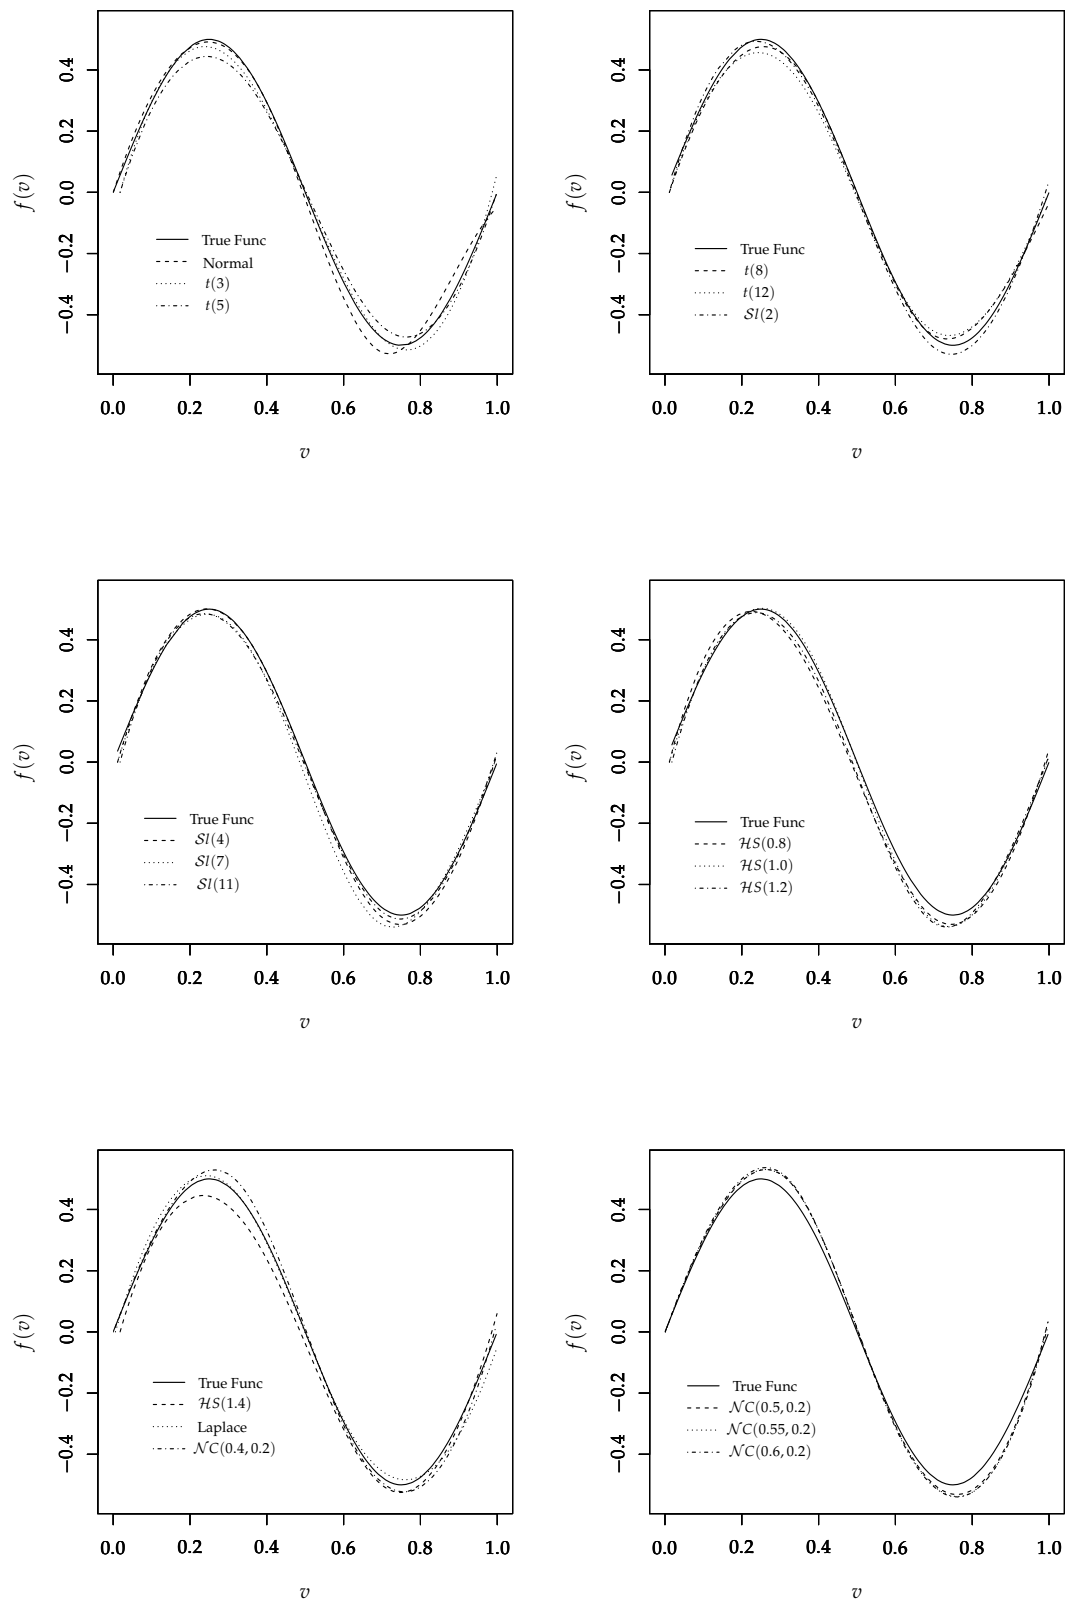 0.4
0.2
0.0
−0.2
−0.4
f(v)
True Func
Normal
t(3)
t(5)
0.0 0.2 0.4 0.6 0.8 1.0
v
0.4
0.2
0.0
−0.2
−0.4
f(v)
True Func
t(8)
t(12)
Sl(2)
0.0 0.2 0.4 0.6 0.8 1.0
v
0.4
0.2
0.0
−0.2
−0.4
f(v)
True Func
Sl(4)
Sl(7)
Sl(11)
0.0 0.2 0.4 0.6 0.8 1.0
v
0.4
0.2
0.0
−0.2
−0.4
f(v)
True Func
HS(0.8)
HS(1.0)
HS(1.2)
0.0 0.2 0.4 0.6 0.8 1.0
v
0.4
0.2
0.0
−0.2
−0.4
f(v)
True Func
HS(1.4)
Laplace
NC(0.4, 0.2)
0.0 0.2 0.4 0.6 0.8 1.0
v
0.4
0.2
0.0
−0.2
−0.4
f(v)
True Func
NC(0.5, 0.2)
NC(0.55, 0.2)
NC(0.6, 0.2)
0.0 0.2 0.4 0.6 0.8 1.0
v